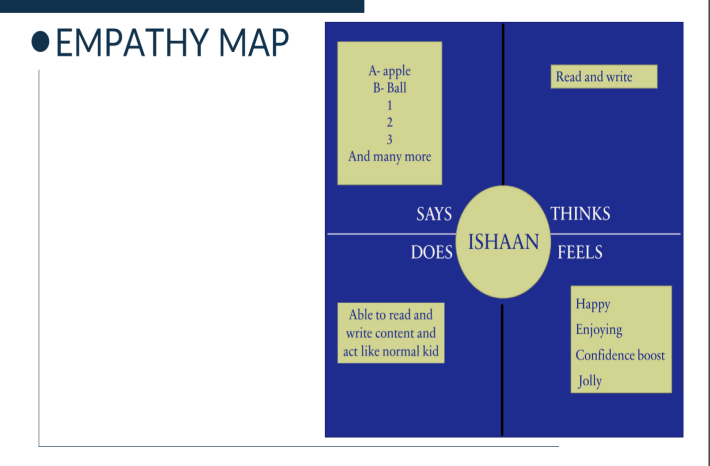 •EMPATHY MAP
A- apple
B- Ball
1
2
3
And many more
Read and write
SAYS
THINKS
ISHAAN
DOES
FEELS
Able to read and
write content and
act like normal kid
Happy
Enjoying
Confidence boost
Jolly